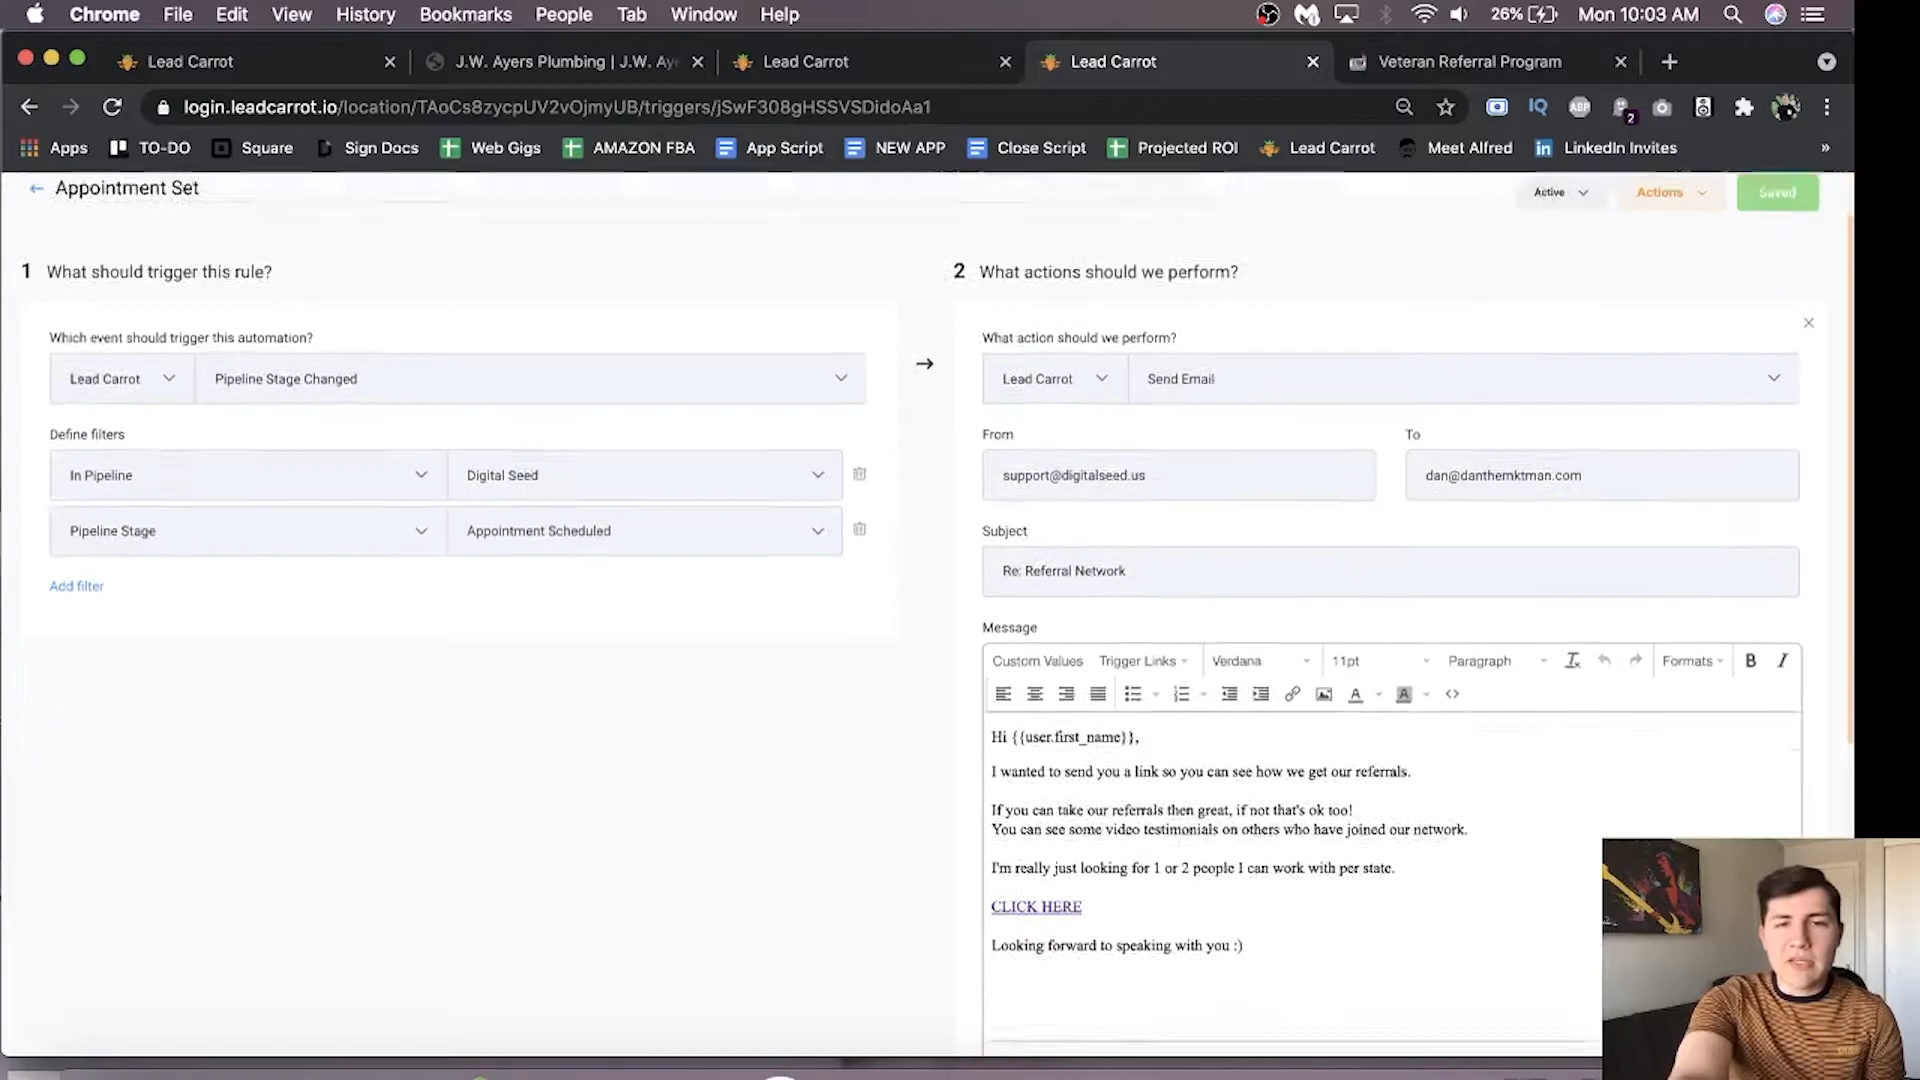 Chrome File Edit View History Bookmarks People Tab Window Help 26% Mon 10:03 AM
Lead Carrot J.W. Ayers Plumbing | J.W. Aye Lead Carrot Lead Carrot Veteran Referral Program
login.leadcarrot.io/location/TAoCs8zycpUV2vOjmyUB/triggers/jSwF308gHSSVSDidoAa1 IQ ABP 2
Apps TO-DO Square Sign Docs Web Gigs AMAZON FBA App Script NEW APP Close Script Projected ROI Lead Carrot Meet Alfred LinkedIn Invites »
Appointment Set Active Actions Saved
1 What should trigger this rule?
Which event should trigger this automation?
Lead Carrot Pipeline Stage Changed
Define filters
In Pipeline Digital Seed
Pipeline Stage Appointment Scheduled
Add filter
2 What actions should we perform?
What action should we perform?
Lead Carrot Send Email
From To
support@digitalseed.us dan@danthemktman.com
Subject
Re: Referral Network
Message
Custom Values Trigger Links Verdana 11pt Paragraph Formats B I
Hi {{user.first_name}},
I wanted to send you a link so you can see how we get our referrals.
If you can take our referrals then great, if not that's ok too!
You can see some video testimonials on others who have joined our network.
I'm really just looking for 1 or 2 people I can work with per state.
CLICK HERE
Looking forward to speaking with you :)